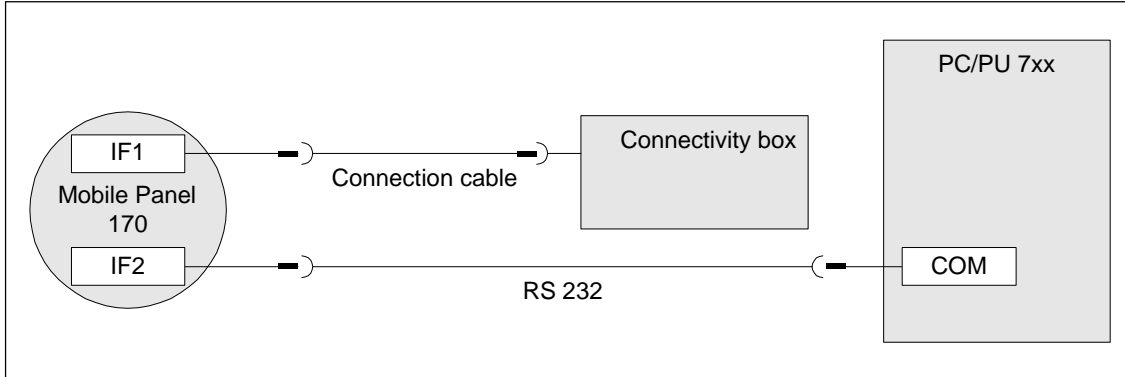 PC/PU 7xx
IF1
Connectivity box
Connection cable
Mobile Panel
170
IF2
COM
RS 232